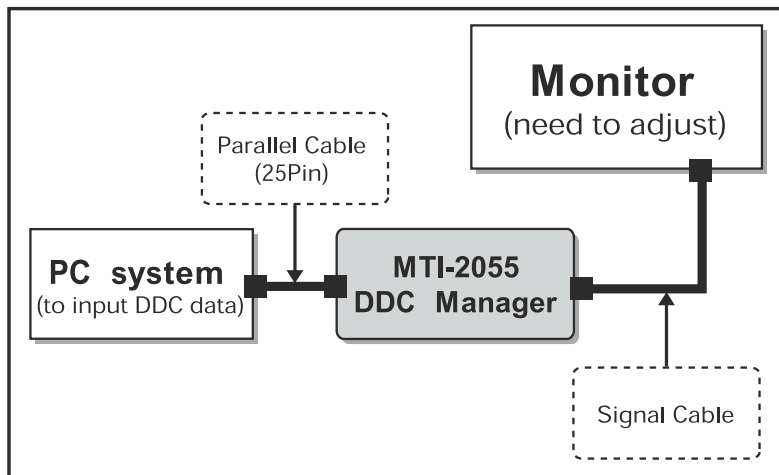 Monitor
(need to adjust)
Parallel Cable
(25Pin)
PC system
(to input DDC data)
MTI-2055
DDC Manager
Signal Cable